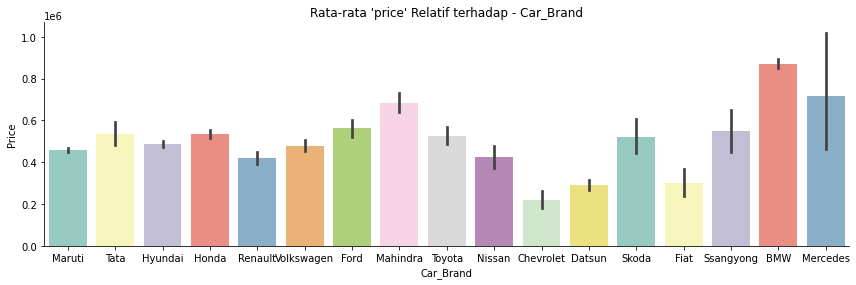 Rata-rata 'price' Relatif terhadap - Car_Brand
1e6
1.0
0.8
0.6
0.4
0.2
0.0
Price
Maruti Tata Hyundai Honda Renault Volkswagen Ford Mahindra Toyota Nissan Chevrolet Datsun Skoda Fiat Ssangyong BMW Mercedes
Car_Brand